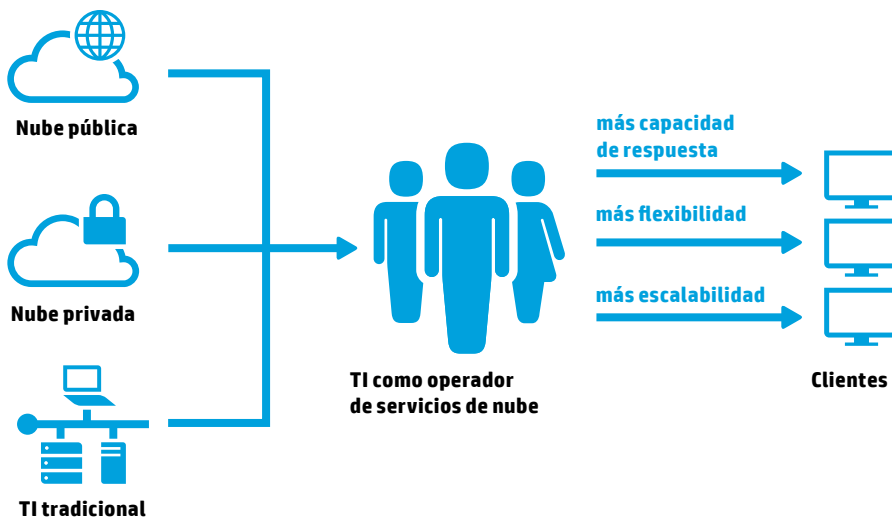 Nube pública
Nube privada
TI tradicional
TI como operador
de servicios de nube
más capacidad
de respuesta
más flexibilidad
más escalabilidad
Clientes